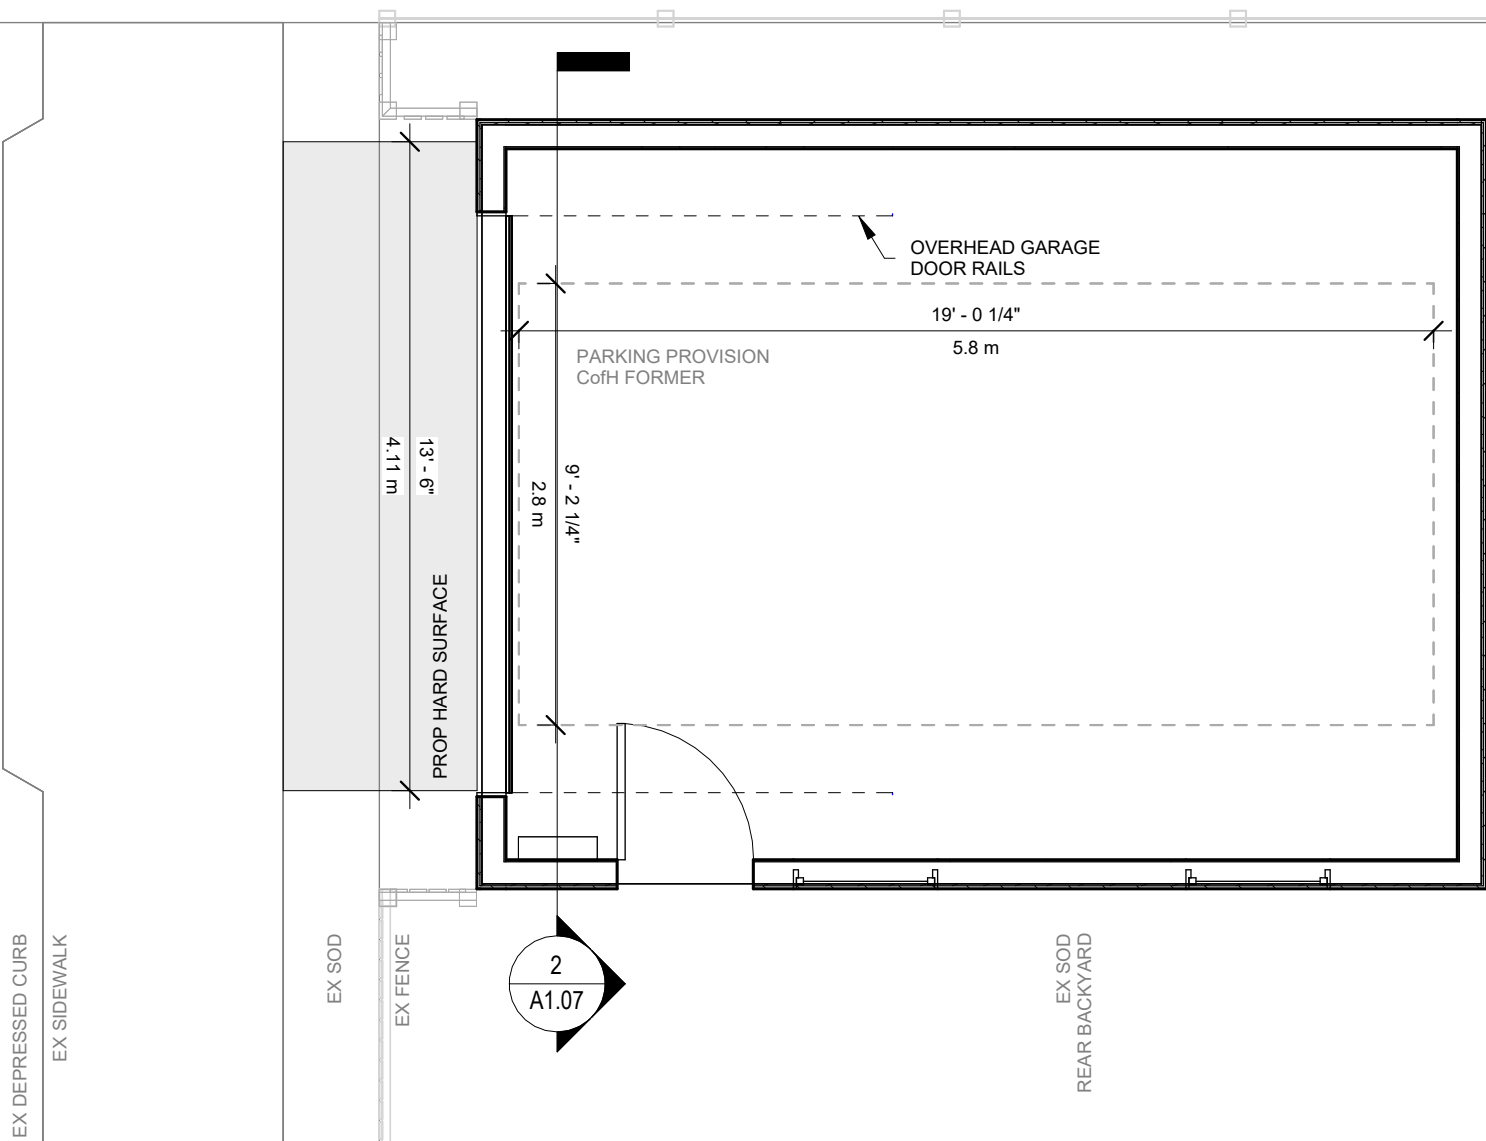 OVERHEAD GARAGE
DOOR RAILS
19' - 0 1/4"
5.8 m
PARKING PROVISION
CofH FORMER
13' - 6"
4.11 m
9' - 2 1/4"
2.8 m
PROP HARD SURFACE
EX DEPRESSED CURB
EX SIDEWALK
EX SOD
EX FENCE
2
A1.07
EX SOD
REAR BACKYARD